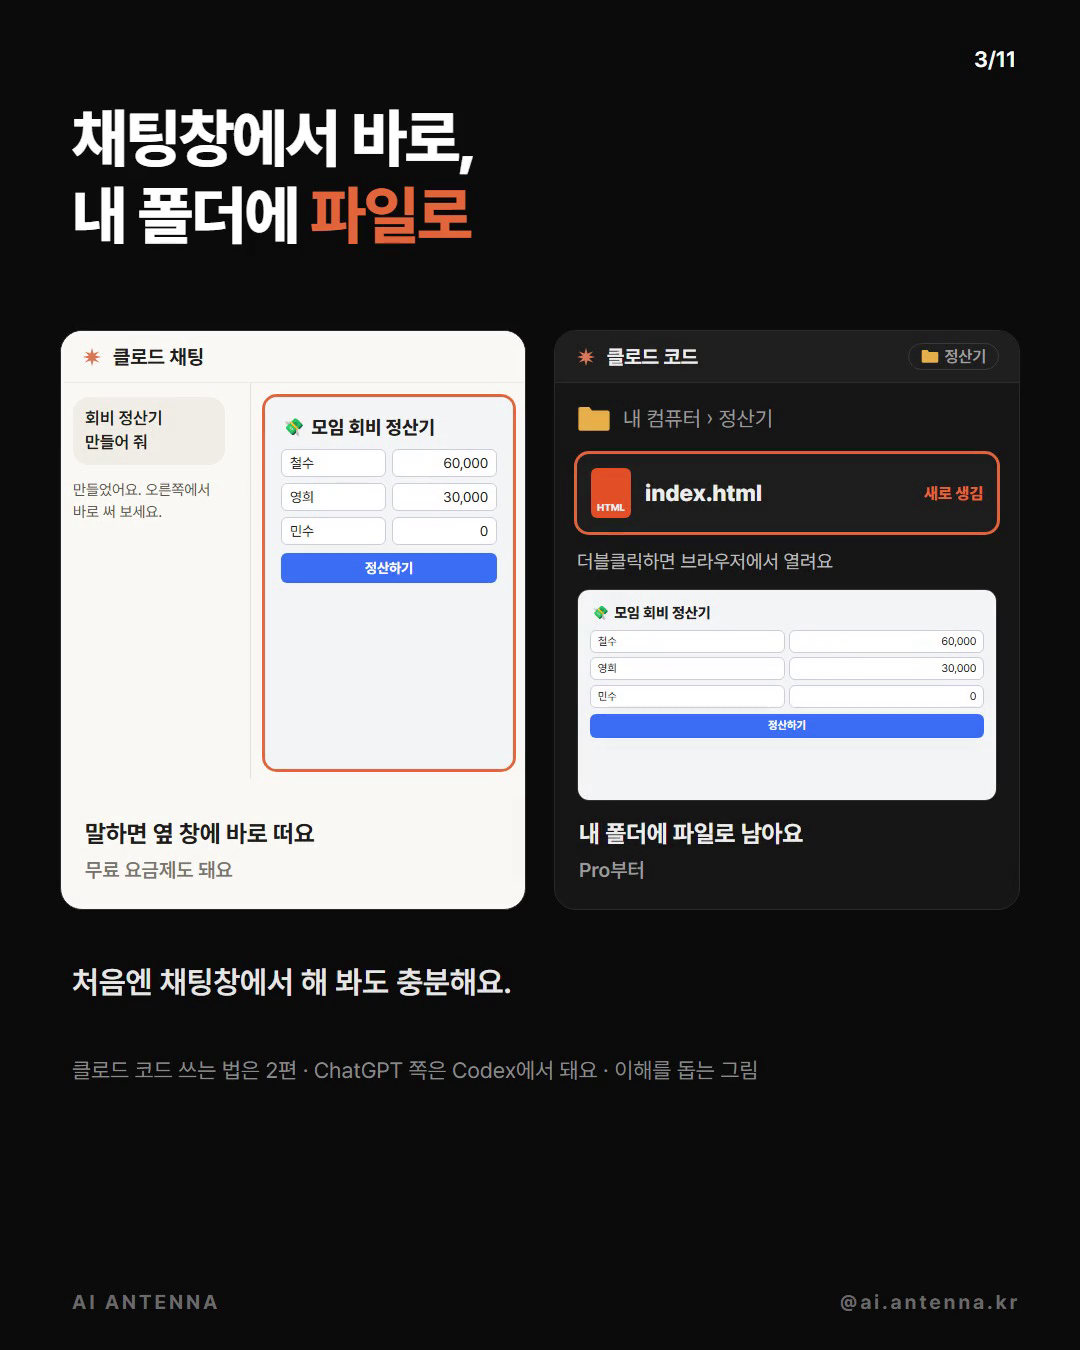 3/11
채팅창에서 바로,
내 폴더에 파일로
클로드 채팅
회비 정산기
만들어 줘
만들었어요. 오른쪽에서
바로 써 보세요.
모임 회비 정산기
철수 60,000
영희 30,000
민수 0
정산하기
말하면 옆 창에 바로 떠요
무료 요금제도 돼요
클로드 코드
정산기
내 컴퓨터 › 정산기
HTML
index.html
새로 생김
더블클릭하면 브라우저에서 열려요
모임 회비 정산기
철수 60,000
영희 30,000
민수 0
정산하기
내 폴더에 파일로 남아요
Pro부터
처음엔 채팅창에서 해 봐도 충분해요.
클로드 코드 쓰는 법은 2편 · ChatGPT 쪽은 Codex에서 돼요 · 이해를 돕는 그림
AI ANTENNA
@ai.antenna.kr